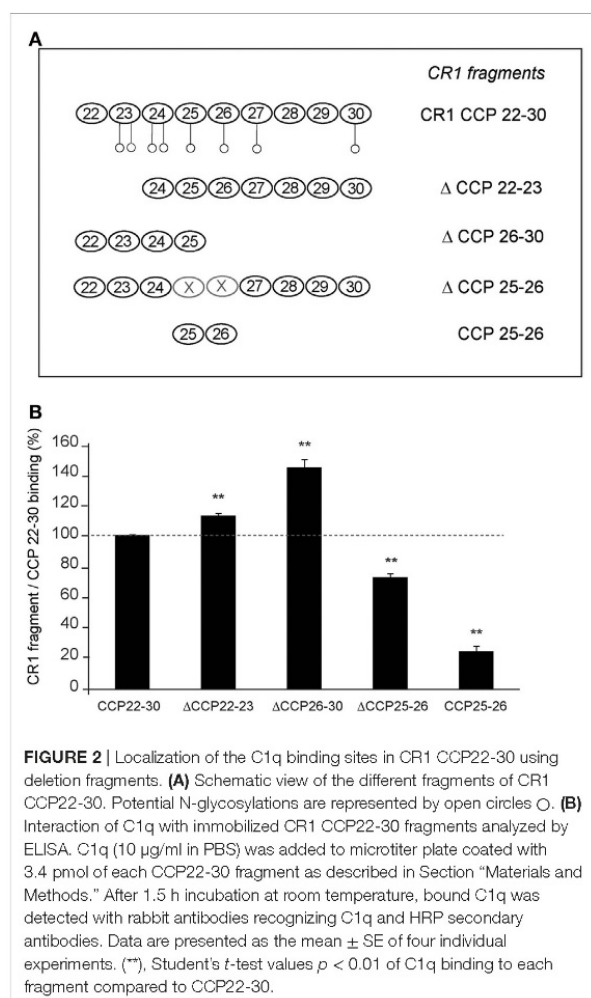 A
CR1 fragments
22 23 24 25 26 27 28 29 30 CR1 CCP 22-30
24 25 26 27 28 29 30 Δ CCP 22-23
22 23 24 25 Δ CCP 26-30
22 23 24 X X 27 28 29 30 Δ CCP 25-26
25 26 CCP 25-26
B
CR1 fragment / CCP 22-30 binding (%)
160
140
120
100
80
60
40
20
0
** ** ** **
CCP22-30 ΔCCP22-23 ΔCCP26-30 ΔCCP25-26 CCP25-26
FIGURE 2 | Localization of the C1q binding sites in CR1 CCP22-30 using
deletion fragments. (A) Schematic view of the different fragments of CR1
CCP22-30. Potential N-glycosylations are represented by open circles O. (B)
Interaction of C1q with immobilized CR1 CCP22-30 fragments analyzed by
ELISA. C1q (10 µg/ml in PBS) was added to microtiter plate coated with
3.4 pmol of each CCP22-30 fragment as described in Section “Materials and
Methods.” After 1.5 h incubation at room temperature, bound C1q was
detected with rabbit antibodies recognizing C1q and HRP secondary
antibodies. Data are presented as the mean ± SE of four individual
experiments. (**), Student’s t-test values p < 0.01 of C1q binding to each
fragment compared to CCP22-30.